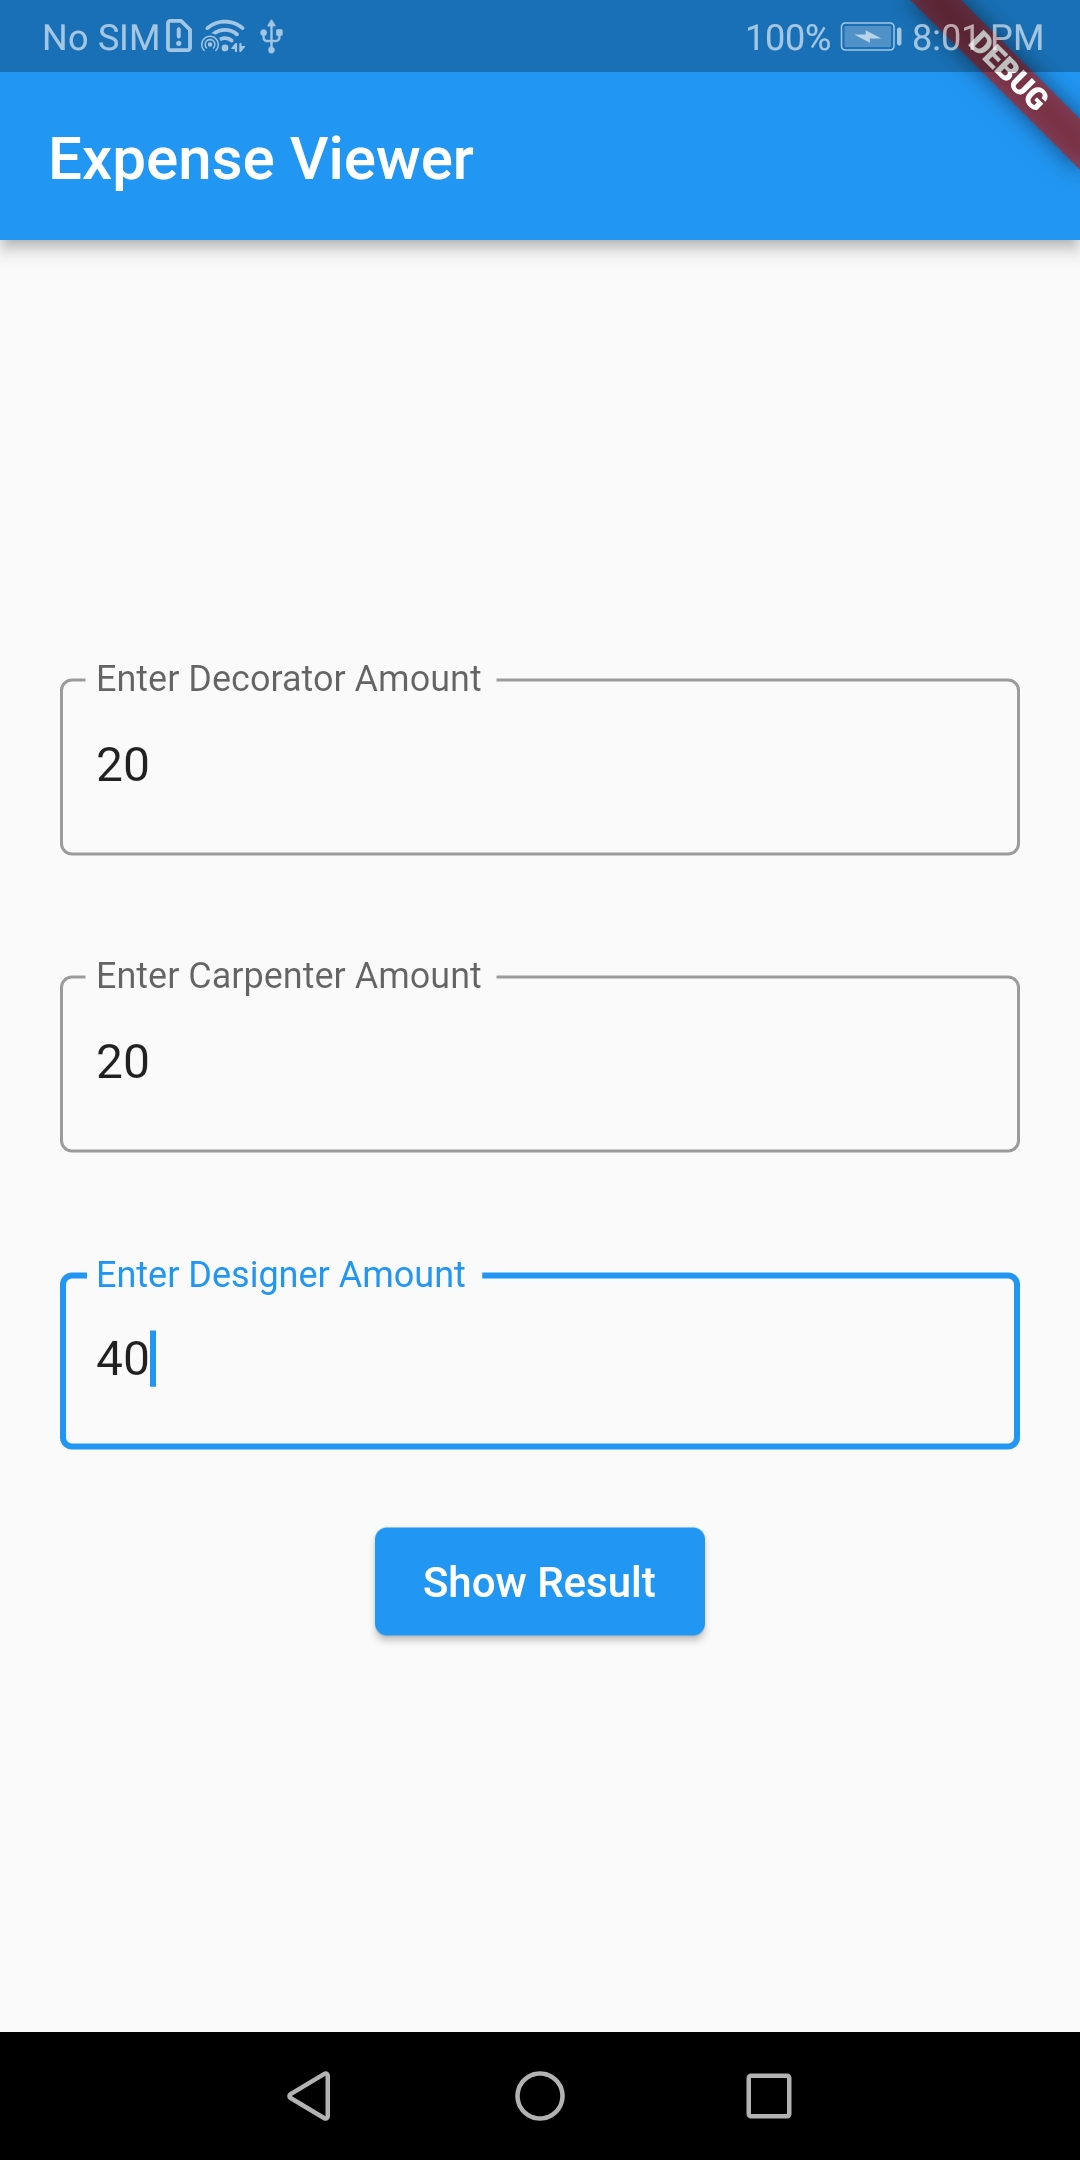 No SIM 100% 8:01 PM
DEBUG
Expense Viewer
Enter Decorator Amount
20
Enter Carpenter Amount
20
Enter Designer Amount
40
Show Result